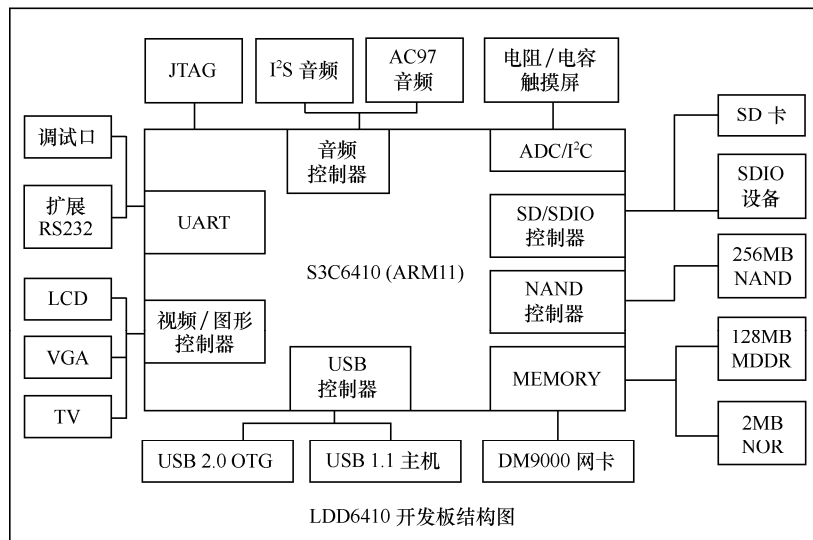 JTAG
I²S 音频
AC97
音频
电阻/电容
触摸屏
SD 卡
调试口
音频
控制器
ADC/I²C
SDIO
设备
扩展
RS232
UART
SD/SDIO
控制器
S3C6410 (ARM11)
256MB
NAND
LCD
NAND
控制器
视频/图形
控制器
128MB
MDDR
VGA
USB
控制器
MEMORY
TV
2MB
NOR
USB 2.0 OTG
USB 1.1 主机
DM9000 网卡
LDD6410 开发板结构图